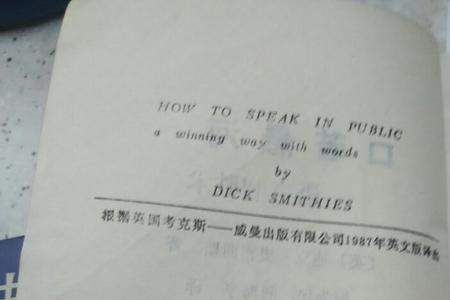 HOW TO SPEAK IN PUBLIC
a winning way with words
by
DICK SMITHIES
根据英国考克斯——威曼出版有限公司1987年英文版译出